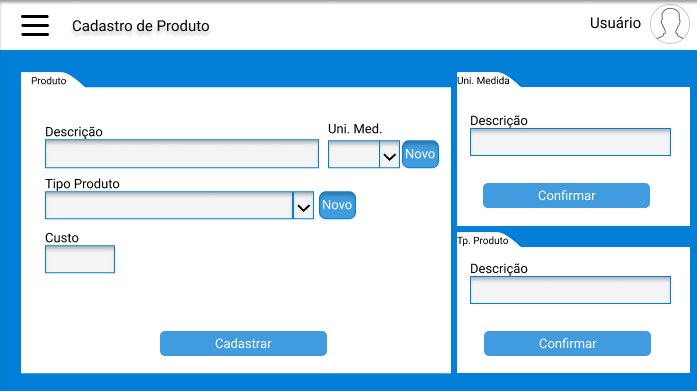 Cadastro de Produto
Usuário
Produto
Descrição
Uni. Med.
Novo
Tipo Produto
Novo
Custo
Cadastrar
Uni. Medida
Descrição
Confirmar
Tp. Produto
Descrição
Confirmar